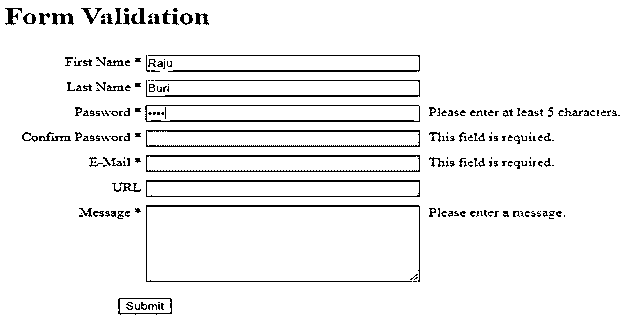 Form Validation
First Name * Raju
Last Name * Buri
Password * •••• Please enter at least 5 characters.
Confirm Password * This field is required.
E-Mail * This field is required.
URL
Message * Please enter a message.
Submit